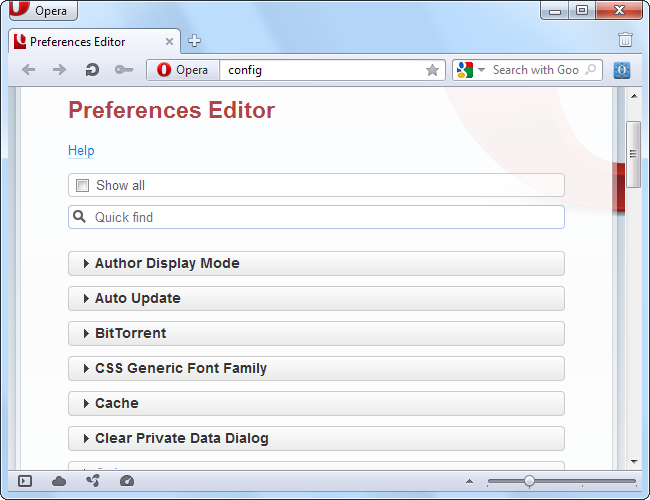 Opera
Preferences Editor
Opera config Search with Goo
Preferences Editor
Help
Show all
Quick find
Author Display Mode
Auto Update
BitTorrent
CSS Generic Font Family
Cache
Clear Private Data Dialog